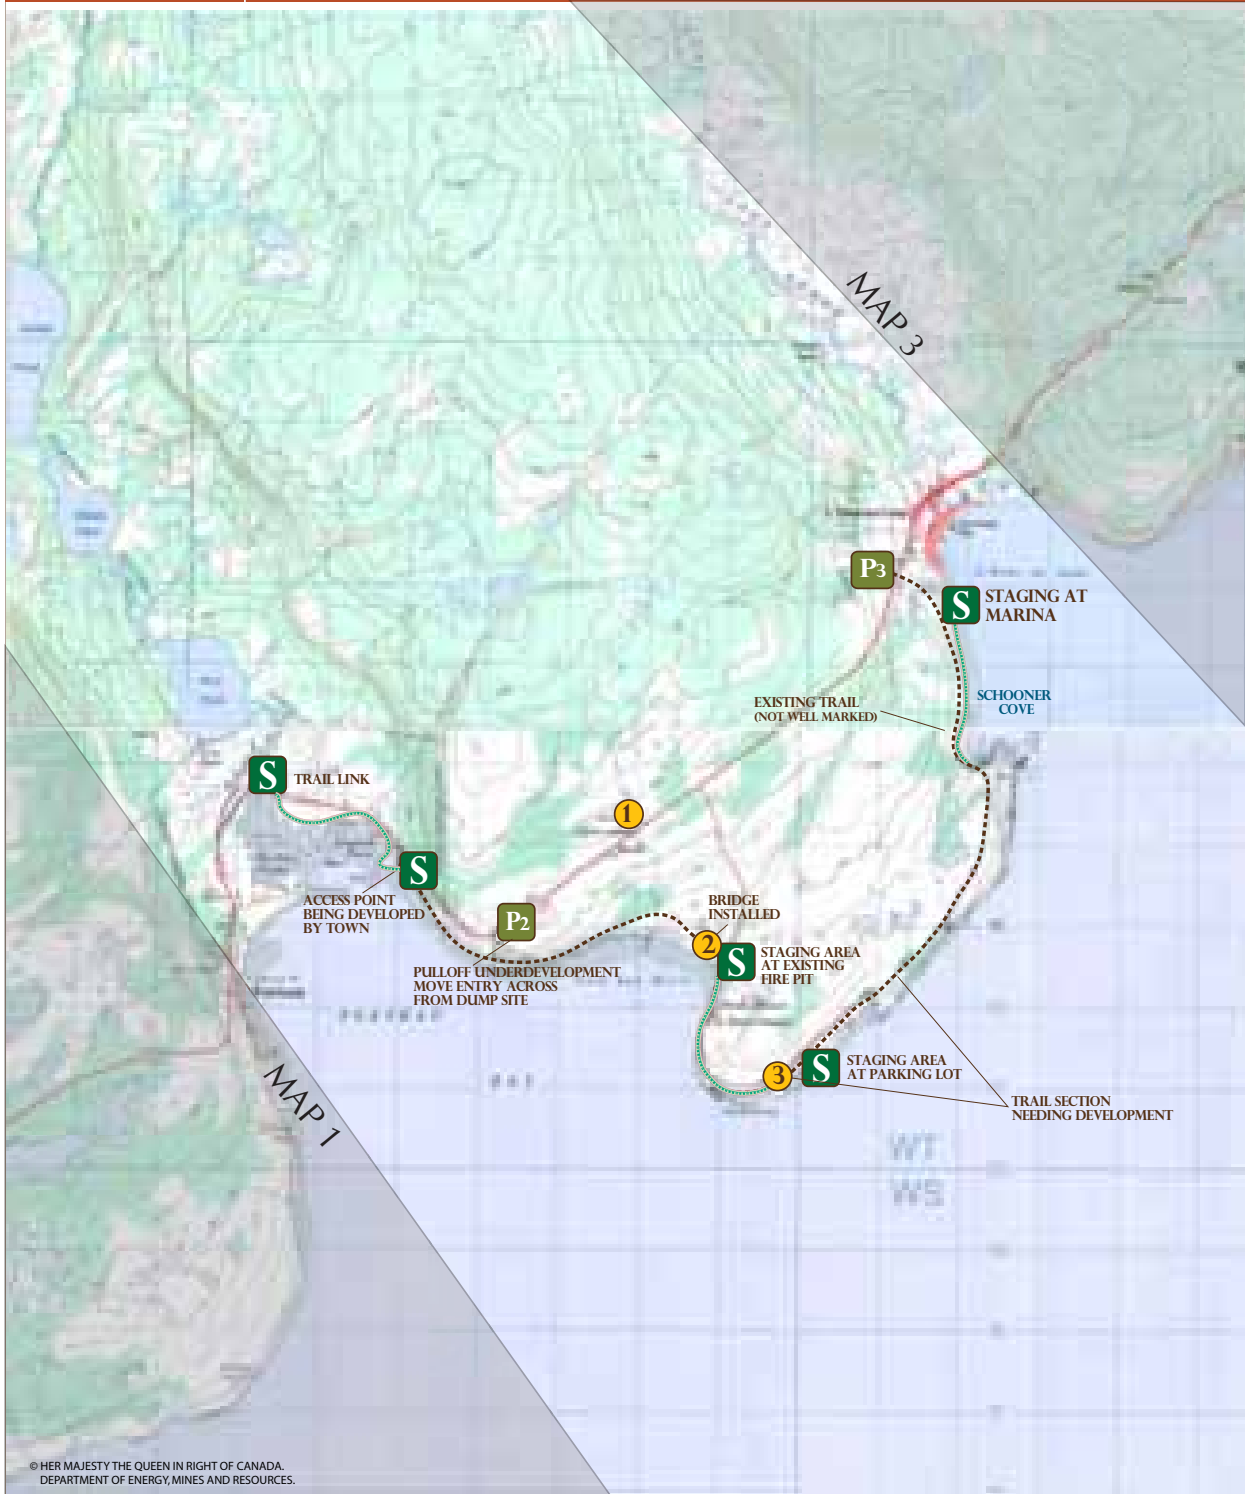 MAP 3
P3
S
STAGING AT
MARINA
EXISTING TRAIL
(NOT WELL MARKED)
SCHOONER
COVE
S
TRAIL LINK
1
S
ACCESS POINT
BEING DEVELOPED
BY TOWN
P2
PULLOFF UNDERDEVELOPMENT
MOVE ENTRY ACROSS
FROM DUMP SITE
BRIDGE
INSTALLED
2
S
STAGING AREA
AT EXISTING
FIRE PIT
3
S
STAGING AREA
AT PARKING LOT
TRAIL SECTION
NEEDING DEVELOPMENT
MAP 1
WT
WS
© HER MAJESTY THE QUEEN IN RIGHT OF CANADA.
DEPARTMENT OF ENERGY, MINES AND RESOURCES.